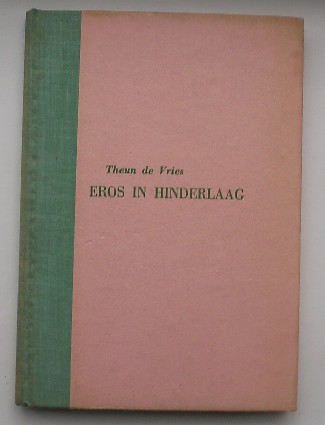 Theun de Vries
EROS IN HINDERLAAG